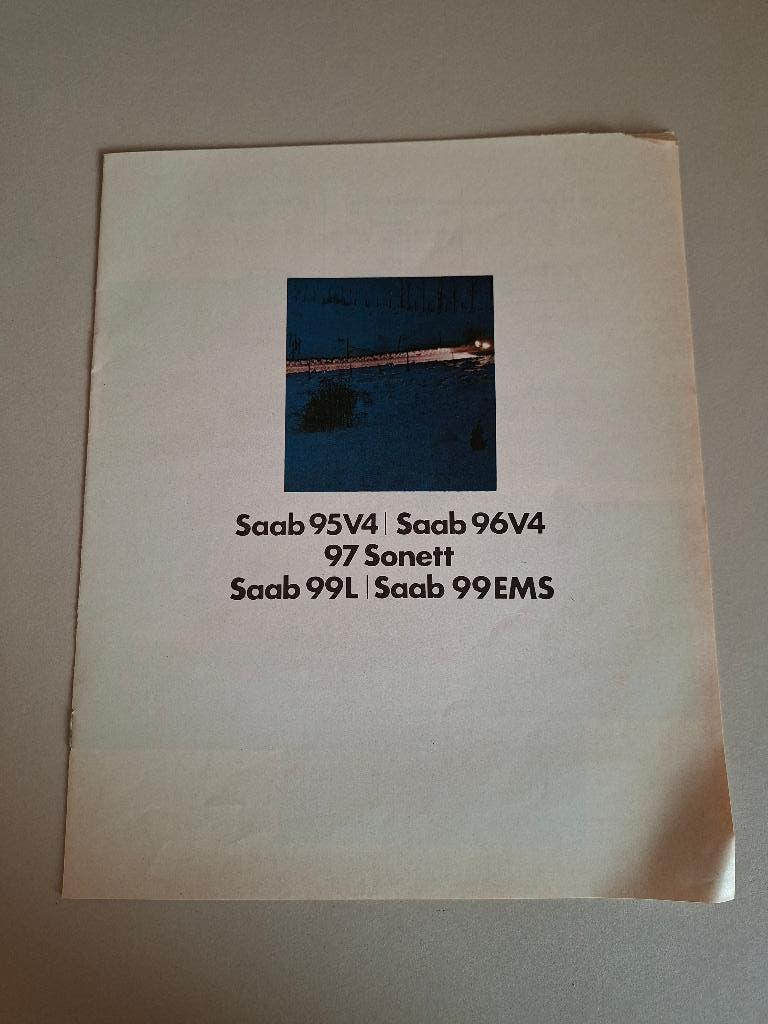 Saab 95V4 | Saab 96V4
97 Sonett
Saab 99L | Saab 99EMS